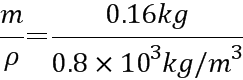 m/ρ = 0.16kg / 0.8 × 10³kg/m³